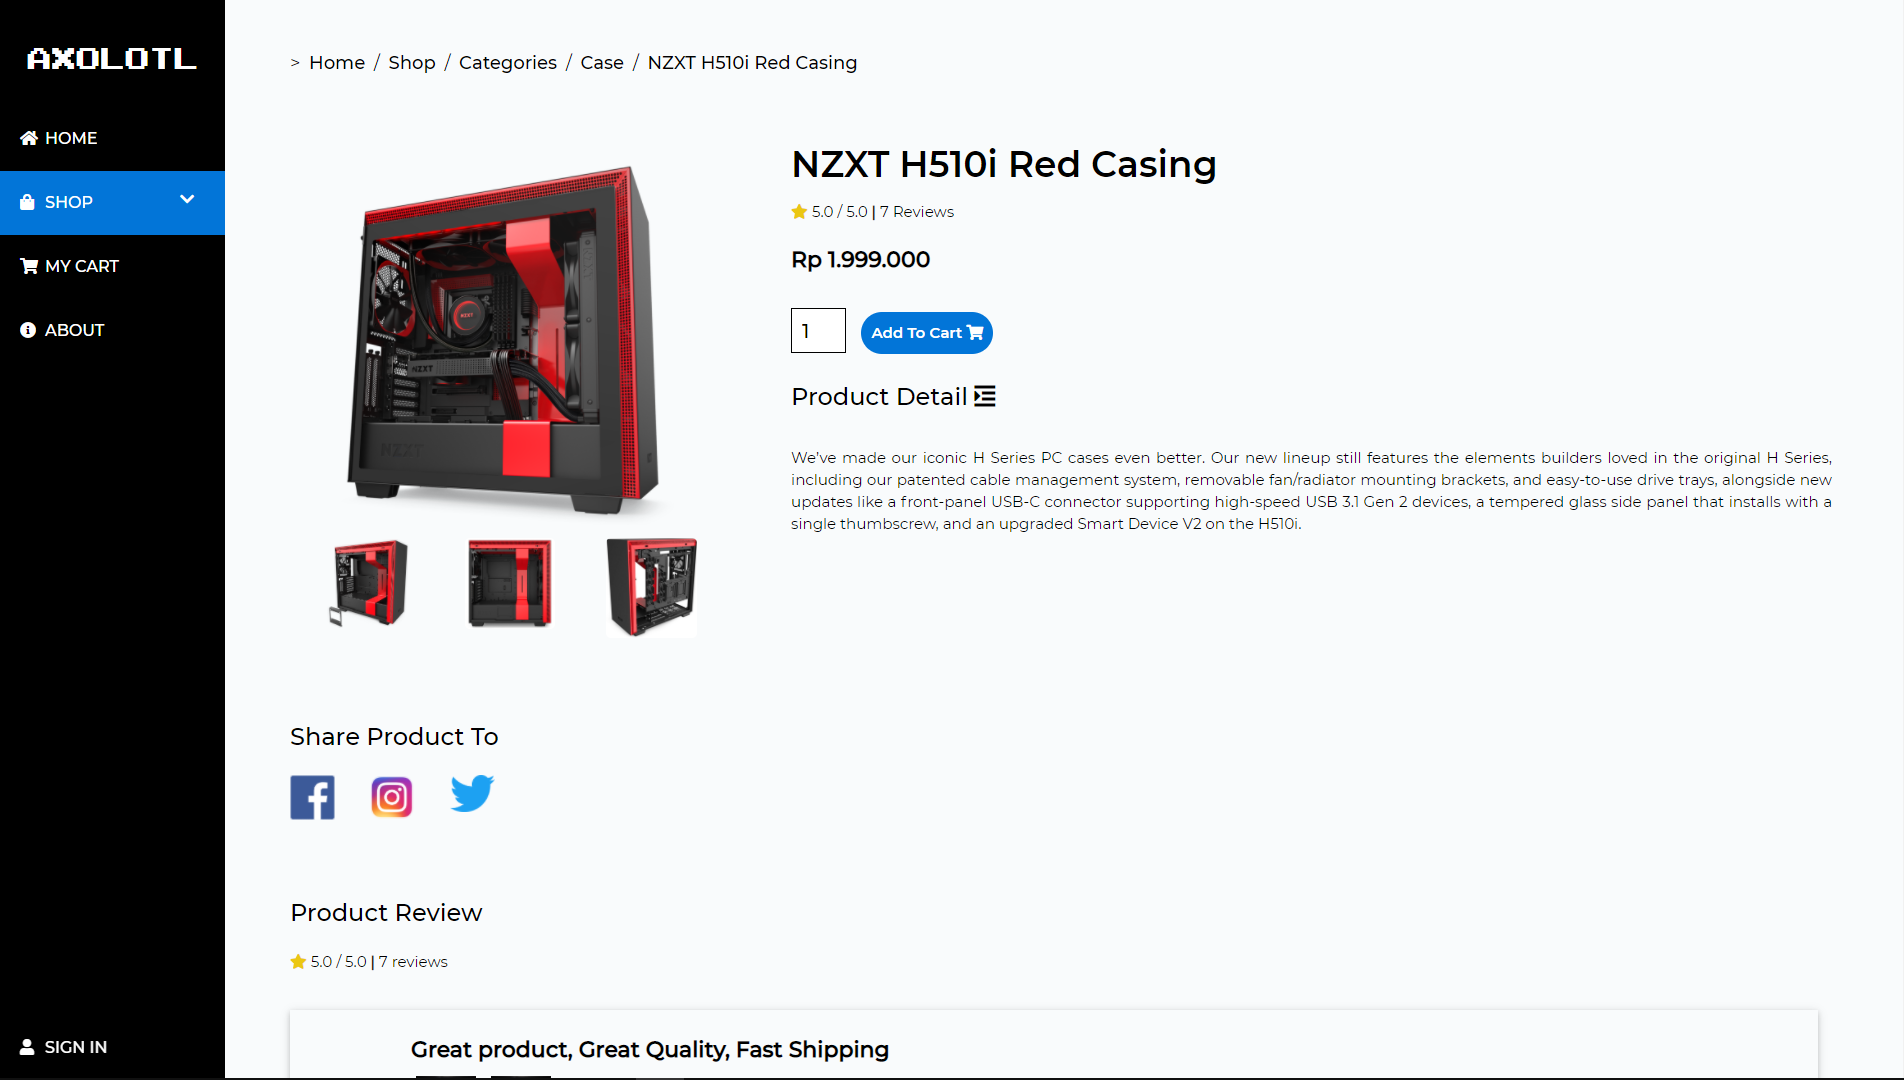 AXOLOTL
HOME
SHOP
MY CART
ABOUT
SIGN IN
> Home / Shop / Categories / Case / NZXT H510i Red Casing
NZXT
NZXT
NZXT
NZXT H510i Red Casing
5.0 / 5.0 | 7 Reviews
Rp 1.999.000
1
Add To Cart
Product Detail
We've made our iconic H Series PC cases even better. Our new lineup still features the elements builders loved in the original H Series,
including our patented cable management system, removable fan/radiator mounting brackets, and easy-to-use drive trays, alongside new
updates like a front-panel USB-C connector supporting high-speed USB 3.1 Gen 2 devices, a tempered glass side panel that installs with a
single thumbscrew, and an upgraded Smart Device V2 on the H510i.
Share Product To
Product Review
5.0 / 5.0 | 7 reviews
Great product, Great Quality, Fast Shipping